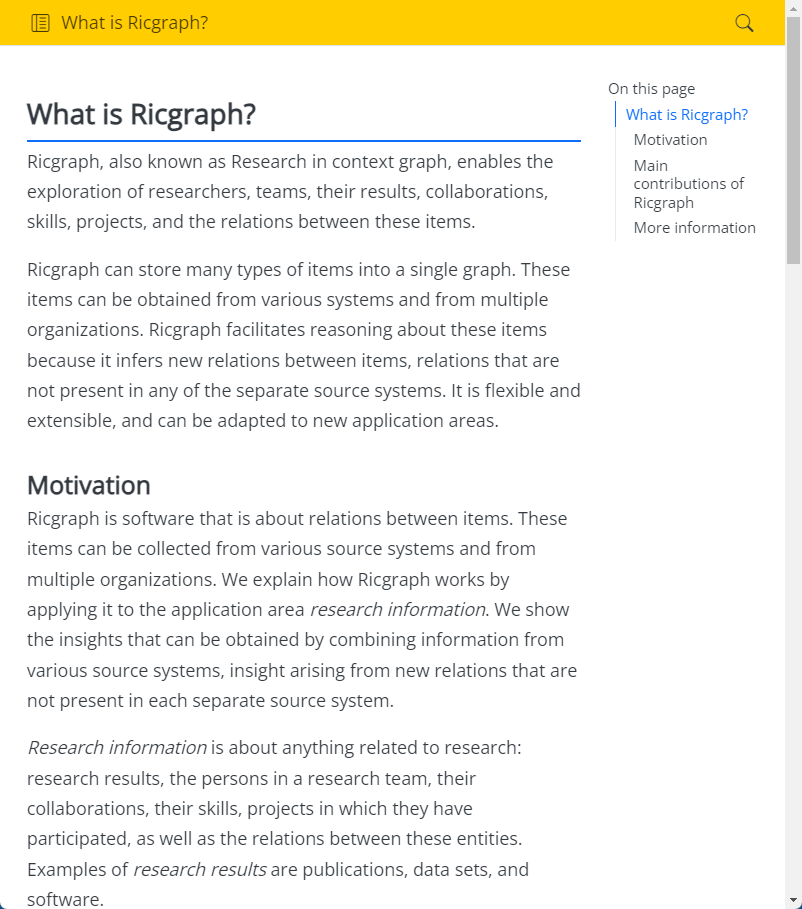 What is Ricgraph?
On this page
What is Ricgraph?
Motivation
Main
contributions of
Ricgraph
More information
What is Ricgraph?
Ricgraph, also known as Research in context graph, enables the
exploration of researchers, teams, their results, collaborations,
skills, projects, and the relations between these items.
Ricgraph can store many types of items into a single graph. These
items can be obtained from various systems and from multiple
organizations. Ricgraph facilitates reasoning about these items
because it infers new relations between items, relations that are
not present in any of the separate source systems. It is flexible and
extensible, and can be adapted to new application areas.
Motivation
Ricgraph is software that is about relations between items. These
items can be collected from various source systems and from
multiple organizations. We explain how Ricgraph works by
applying it to the application area research information. We show
the insights that can be obtained by combining information from
various source systems, insight arising from new relations that are
not present in each separate source system.
Research information is about anything related to research:
research results, the persons in a research team, their
collaborations, their skills, projects in which they have
participated, as well as the relations between these entities.
Examples of research results are publications, data sets, and
software.